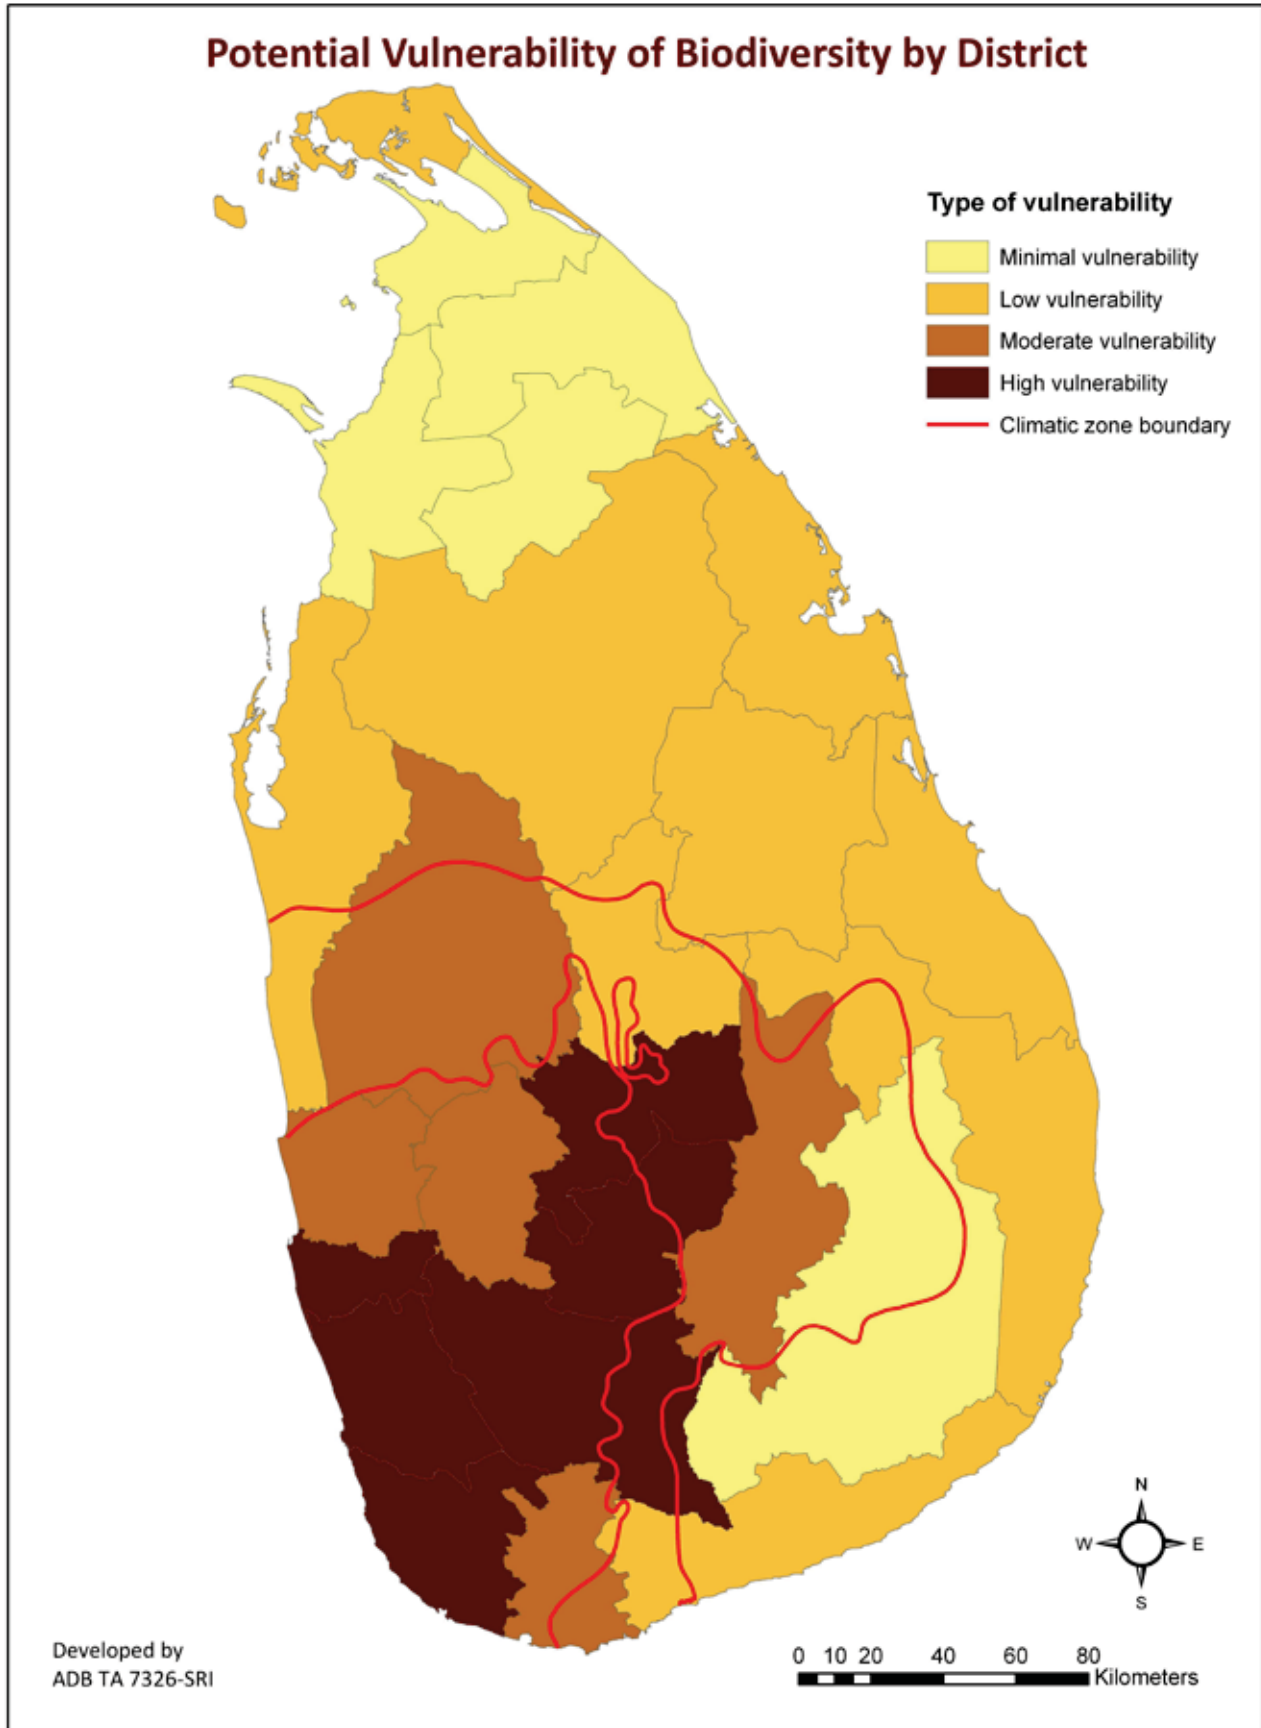 Potential Vulnerability of Biodiversity by District
Type of vulnerability
Minimal vulnerability
Low vulnerability
Moderate vulnerability
High vulnerability
Climatic zone boundary
N
W E
S
Developed by
ADB TA 7326-SRI
0 10 20 40 60 80
Kilometers